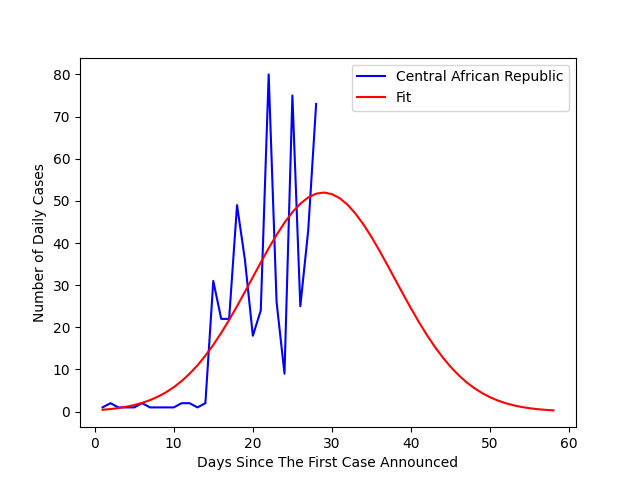 Central African Republic
Fit
80
70
60
50
40
30
20
10
0
Number of Daily Cases
0 10 20 30 40 50 60
Days Since The First Case Announced